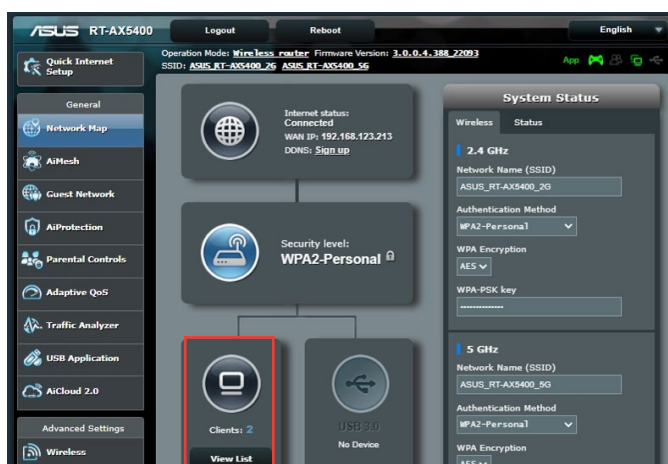 ASUS RT-AX5400 Logout Reboot English
Quick Internet Setup
Operation Mode: Wireless router Firmware Version: 3.0.0.4.388_22093
SSID: ASUS_RT-AX5400_2G ASUS_RT-AX5400_5G
App
General
Network Map
AiMesh
Guest Network
AiProtection
Parental Controls
Adaptive QoS
Traffic Analyzer
USB Application
AiCloud 2.0
Advanced Settings
Wireless
Internet status:
Connected
WAN IP: 192.168.123.213
DDNS: Sign up
Security level:
WPA2-Personal
Clients: 2
View List
USB 3.0
No Device
System Status
Wireless Status
2.4 GHz
Network Name (SSID)
ASUS_RT-AX5400_2G
Authentication Method
WPA2-Personal
WPA Encryption
AES
WPA-PSK key
5 GHz
Network Name (SSID)
ASUS_RT-AX5400_5G
Authentication Method
WPA2-Personal
WPA Encryption
AES